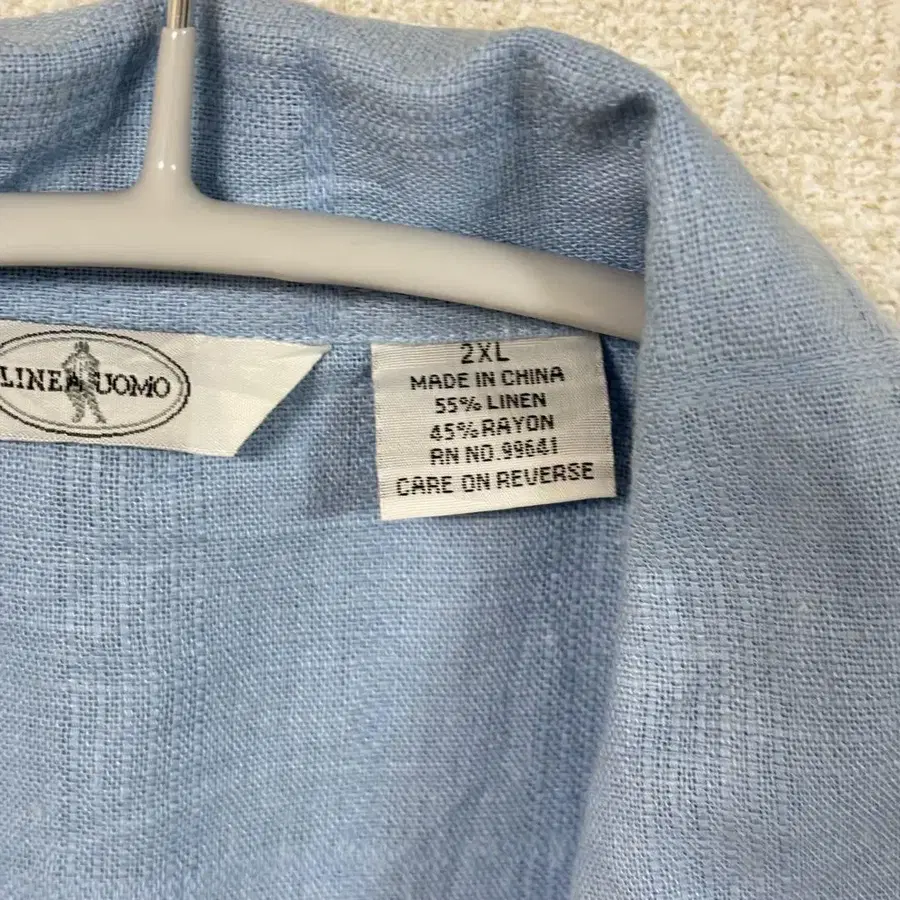 LINEA UOMO
2XL
MADE IN CHINA
55% LINEN
45% RAYON
RN NO. 99641
CARE ON REVERSE